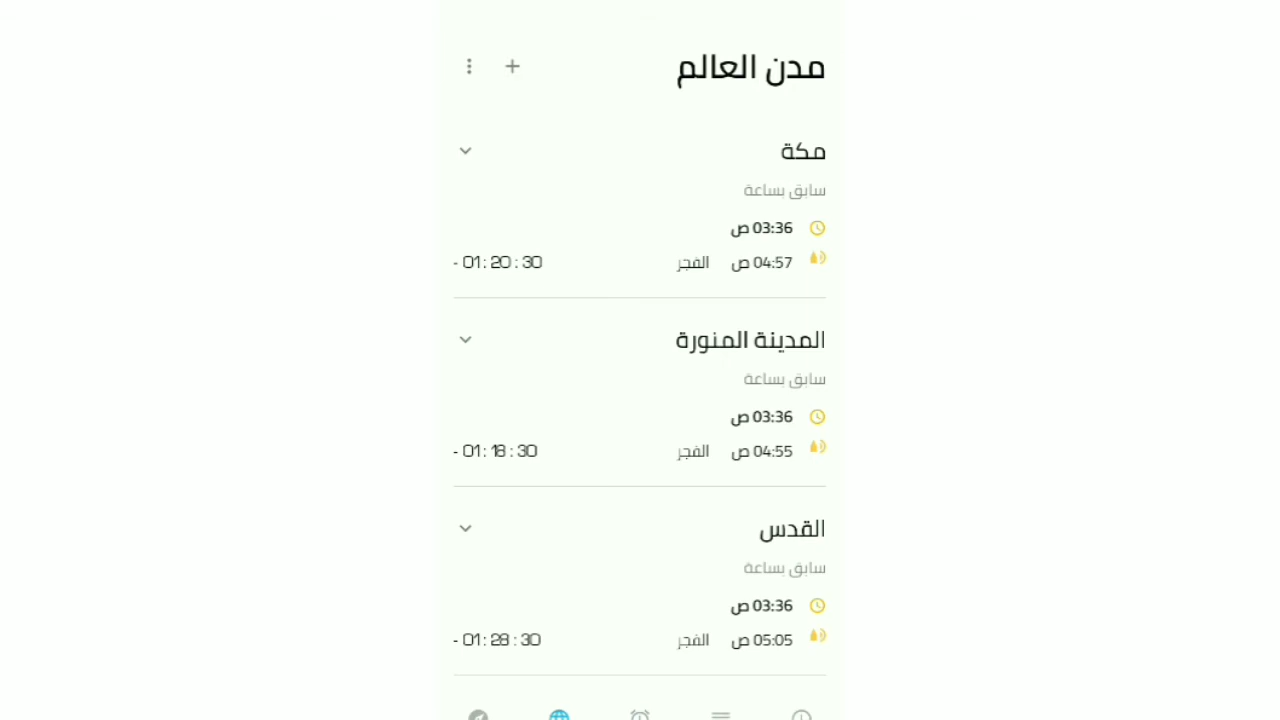 مدن العالم
مكة
سابق بساعة
03:36 ص
04:57 ص الفجر - 01:20:30
المدينة المنورة
سابق بساعة
03:36 ص
04:55 ص الفجر - 01:18:30
القدس
سابق بساعة
03:36 ص
05:05 ص الفجر - 01:28:30